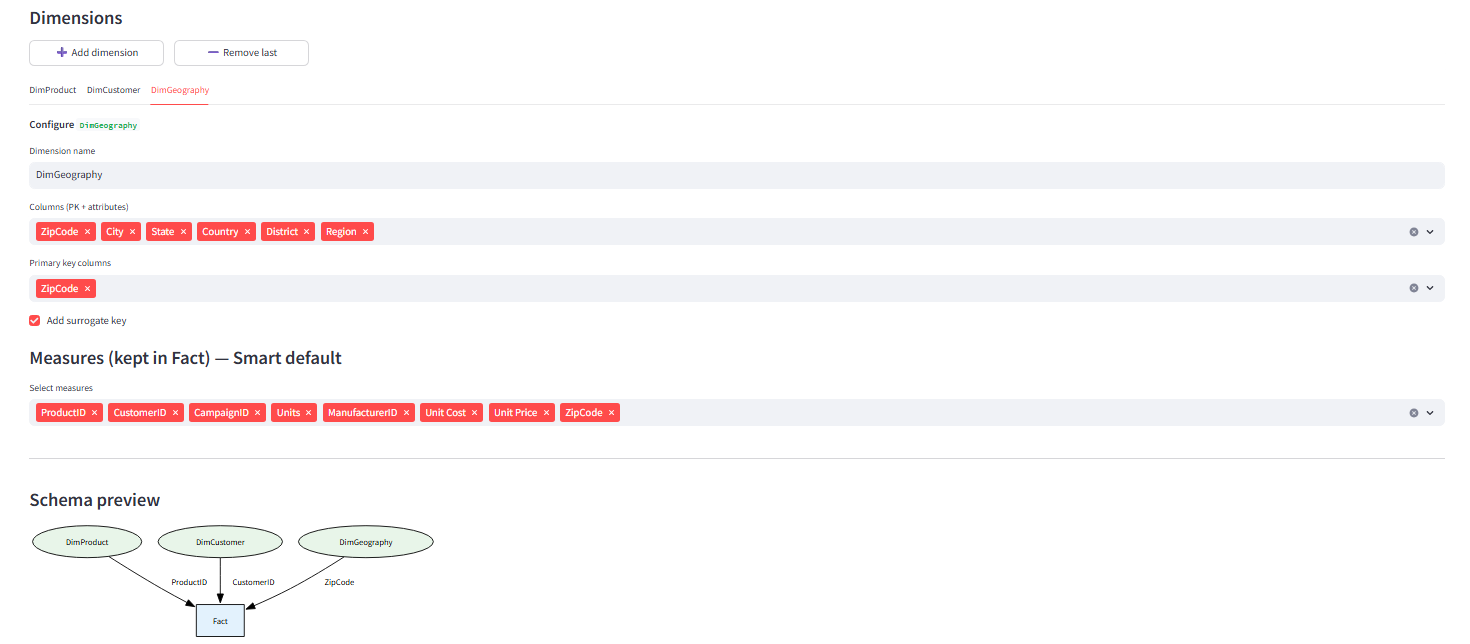 Dimensions
Add dimension
Remove last
DimProduct DimCustomer DimGeography
Configure DimGeography
Dimension name
DimGeography
Columns (PK + attributes)
ZipCode × City × State × Country × District × Region ×
Primary key columns
ZipCode ×
Add surrogate key
Measures (kept in Fact) — Smart default
Select measures
ProductID × CustomerID × CampaignID × Units × ManufacturerID × Unit Cost × Unit Price × ZipCode ×
Schema preview
DimProduct DimCustomer DimGeography
ProductID CustomerID ZipCode
Fact